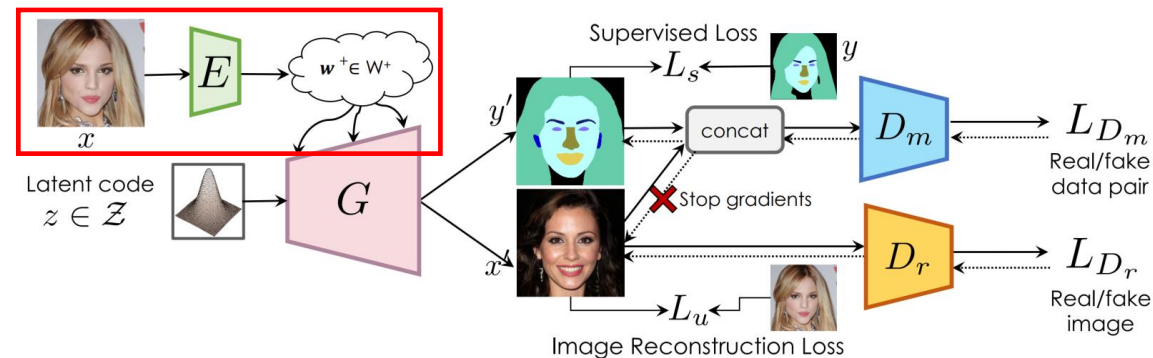 x
E
w⁺∈ W⁺
Latent code
z ∈ Z
G
y'
x'
Supervised Loss
L_s
y
concat
Stop gradients
D_m
L_{D_m}
Real/fake
data pair
D_r
L_{D_r}
Real/fake
image
L_u
Image Reconstruction Loss